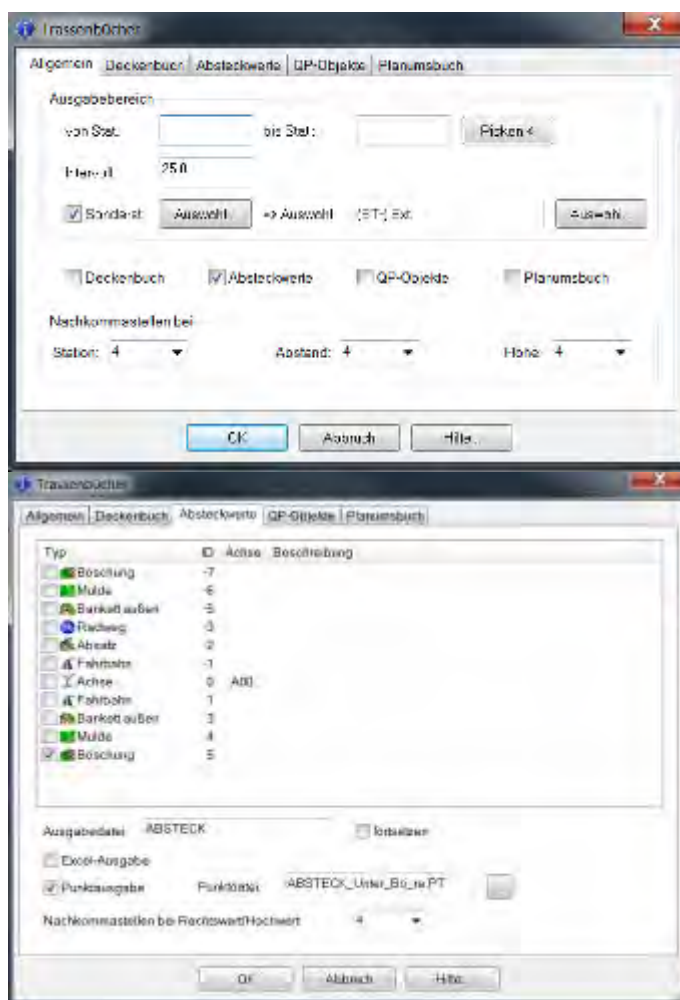 Trassenbücher
Allgemein Deckenbuch Absteckwerte QP-Objekte Planumsbuch
Ausgabebereich
von Stat.: bis Stat.: Picken <
Intervall: 25.0
Sonderst. Auswahl... => Auswahl (ST-) Ext. Auswahl...
Deckenbuch Absteckwerte QP-Objekte Planumsbuch
Nachkommastellen bei
Station: 4 Abstand: 4 Höhe: 4
OK Abbruch Hilfe...
Trassenbücher
Allgemein Deckenbuch Absteckwerte QP-Objekte Planumsbuch
Typ ID Achse Beschreibung
Böschung -7
Mulde -6
Bankett außen -5
Radweg -3
Absatz -2
Fahrbahn -1
Achse 0
Fahrbahn 1
Bankett außen 3
Mulde 4
Böschung 5
Ausgabedatei ABSTECK fortsetzen
Excel-Ausgabe
Punktausgabe Punktdatei ABSTECK_Unter_Bö_re.PT
Nachkommastellen bei Rechtswert/Hochwert 4
OK Abbruch Hilfe...